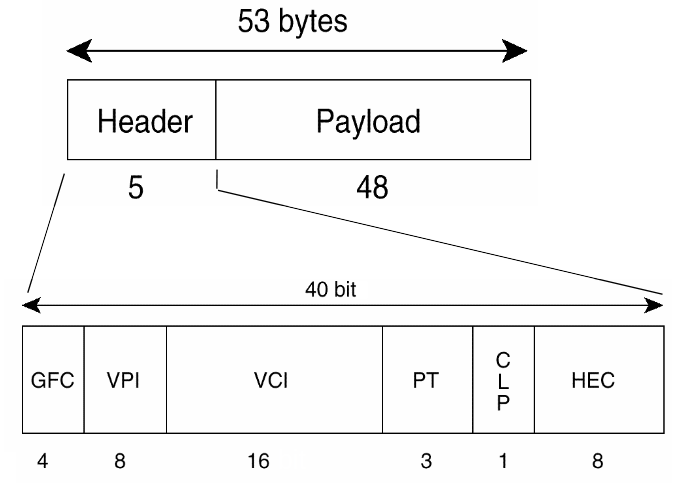 53 bytes
Header Payload
5 48
40 bit
GFC VPI VCI PT CLP HEC
4 8 16 3 1 8